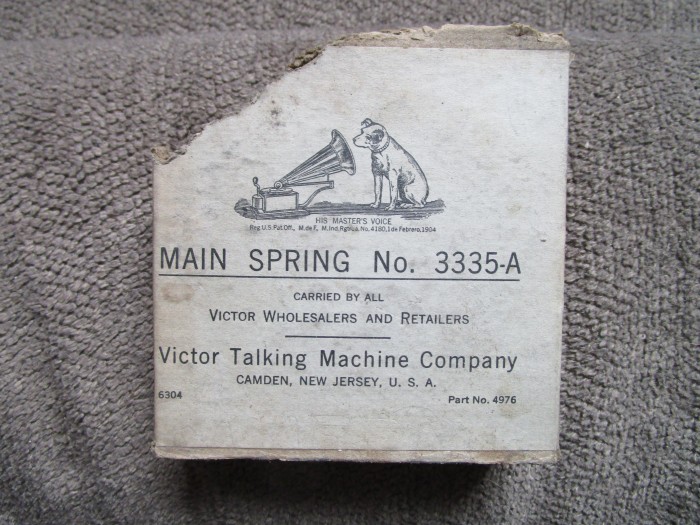 HIS MASTER'S VOICE
Reg. U.S. Pat. Off., M. de F. M. Ind. Rgtrda. No. 4180, 1 de Febrero, 1904
MAIN SPRING No. 3335-A
CARRIED BY ALL
VICTOR WHOLESALERS AND RETAILERS
Victor Talking Machine Company
CAMDEN, NEW JERSEY, U. S. A.
6304
Part No. 4976